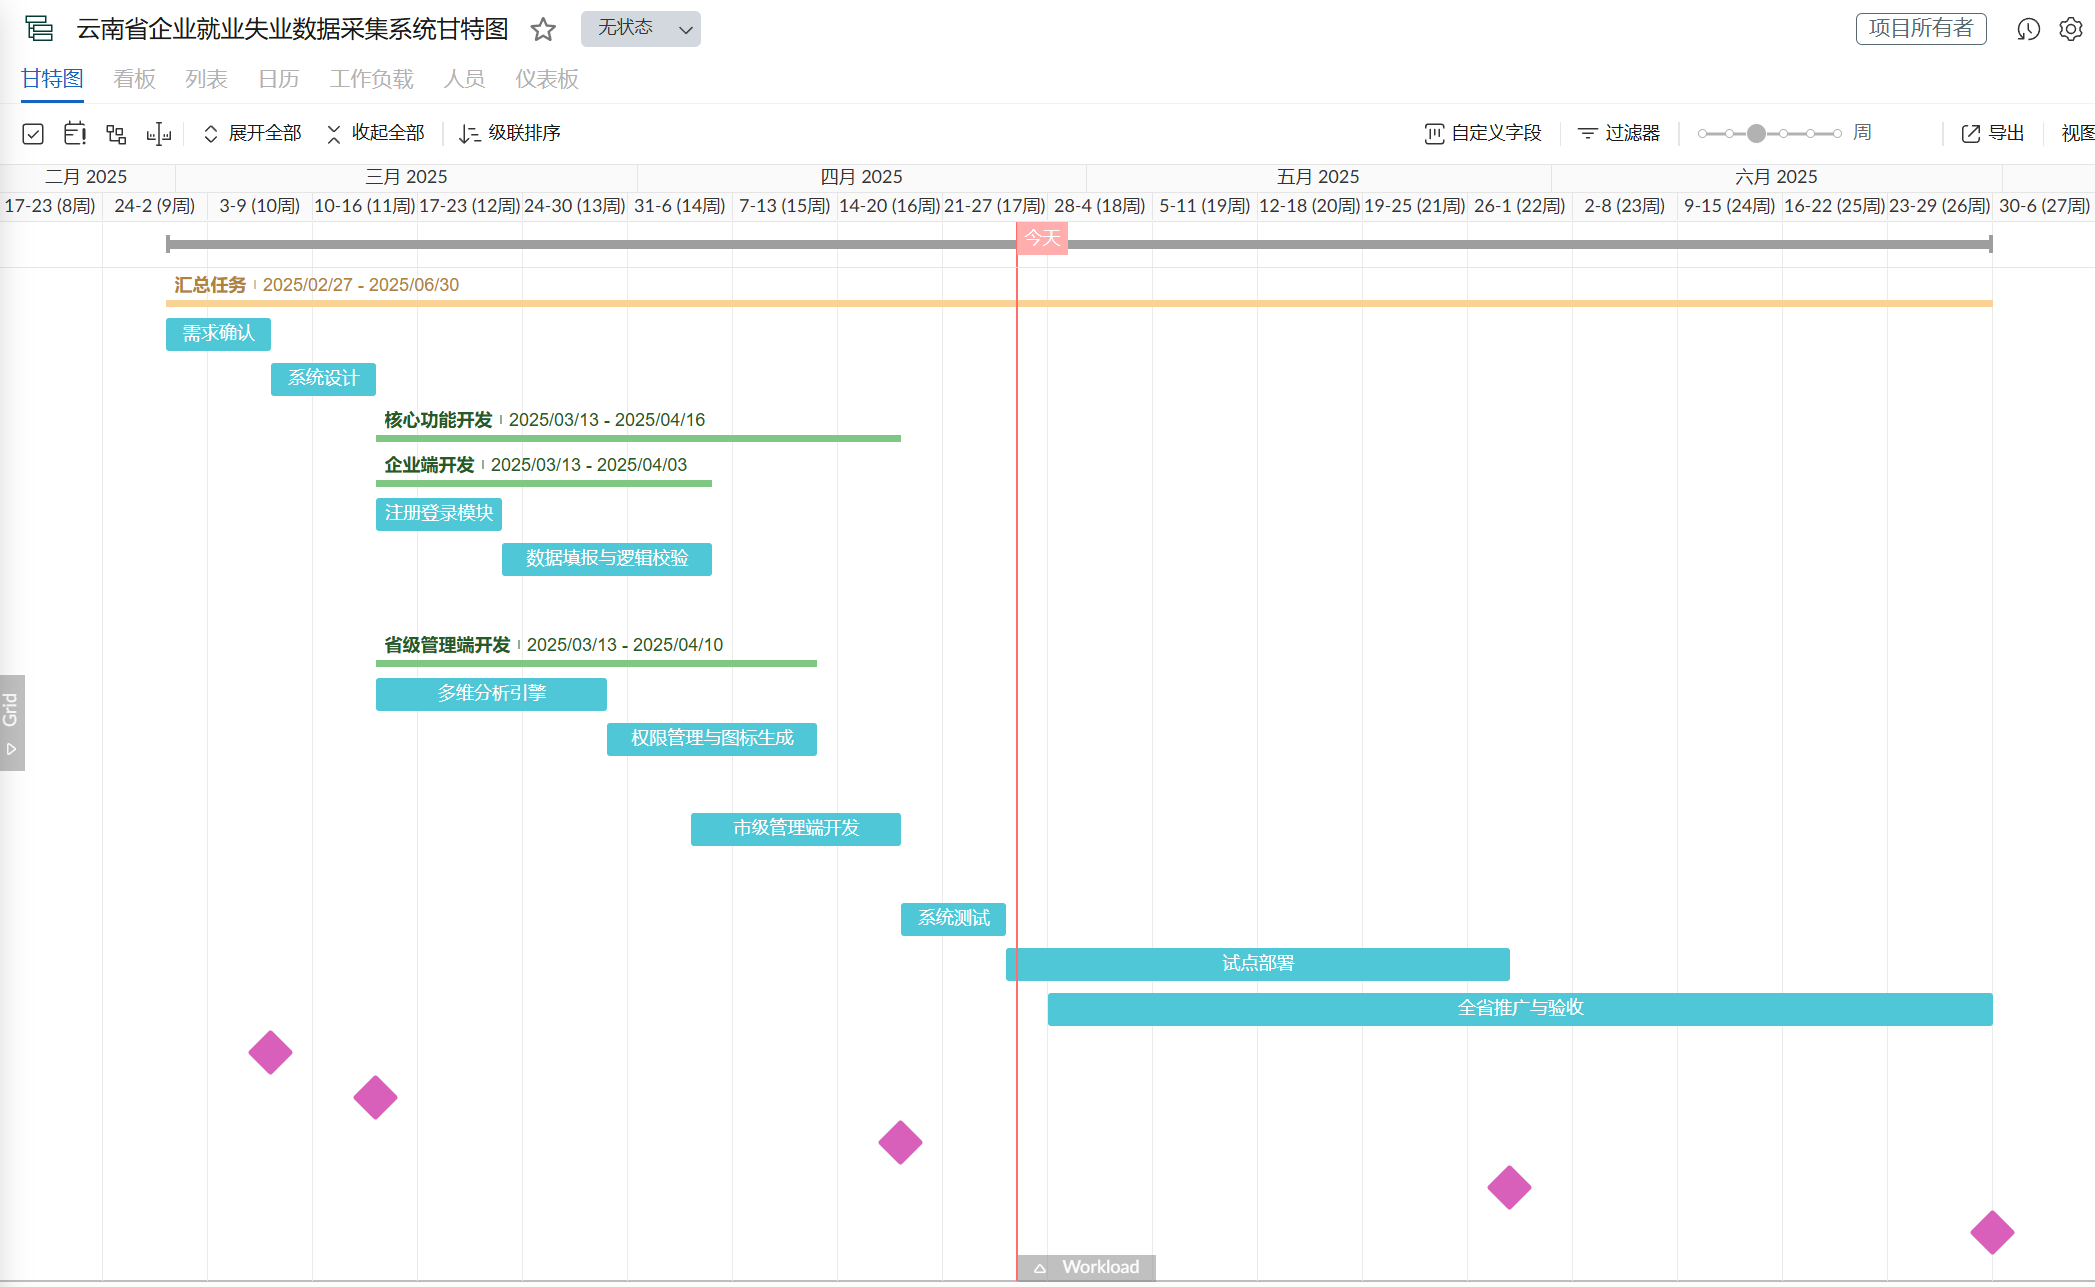 云南省企业就业失业数据采集系统甘特图 无状态 项目所有者
甘特图 看板 列表 日历 工作负载 人员 仪表板
展开全部 收起全部 级联排序 自定义字段 过滤器 周 导出 视图
二月 2025 三月 2025 四月 2025 五月 2025 六月 2025
17-23 (8周) 24-2 (9周) 3-9 (10周) 10-16 (11周) 17-23 (12周) 24-30 (13周) 31-6 (14周) 7-13 (15周) 14-20 (16周) 21-27 (17周) 28-4 (18周) 5-11 (19周) 12-18 (20周) 19-25 (21周) 26-1 (22周) 2-8 (23周) 9-15 (24周) 16-22 (25周) 23-29 (26周) 30-6 (27周)
今天
汇总任务 2025/02/27 - 2025/06/30
需求确认
系统设计
核心功能开发 2025/03/13 - 2025/04/16
企业端开发 2025/03/13 - 2025/04/03
注册登录模块
数据填报与逻辑校验
省级管理端开发 2025/03/13 - 2025/04/10
多维分析引擎
Grid
权限管理与图标生成
市级管理端开发
系统测试
试点部署
全省推广与验收
Workload